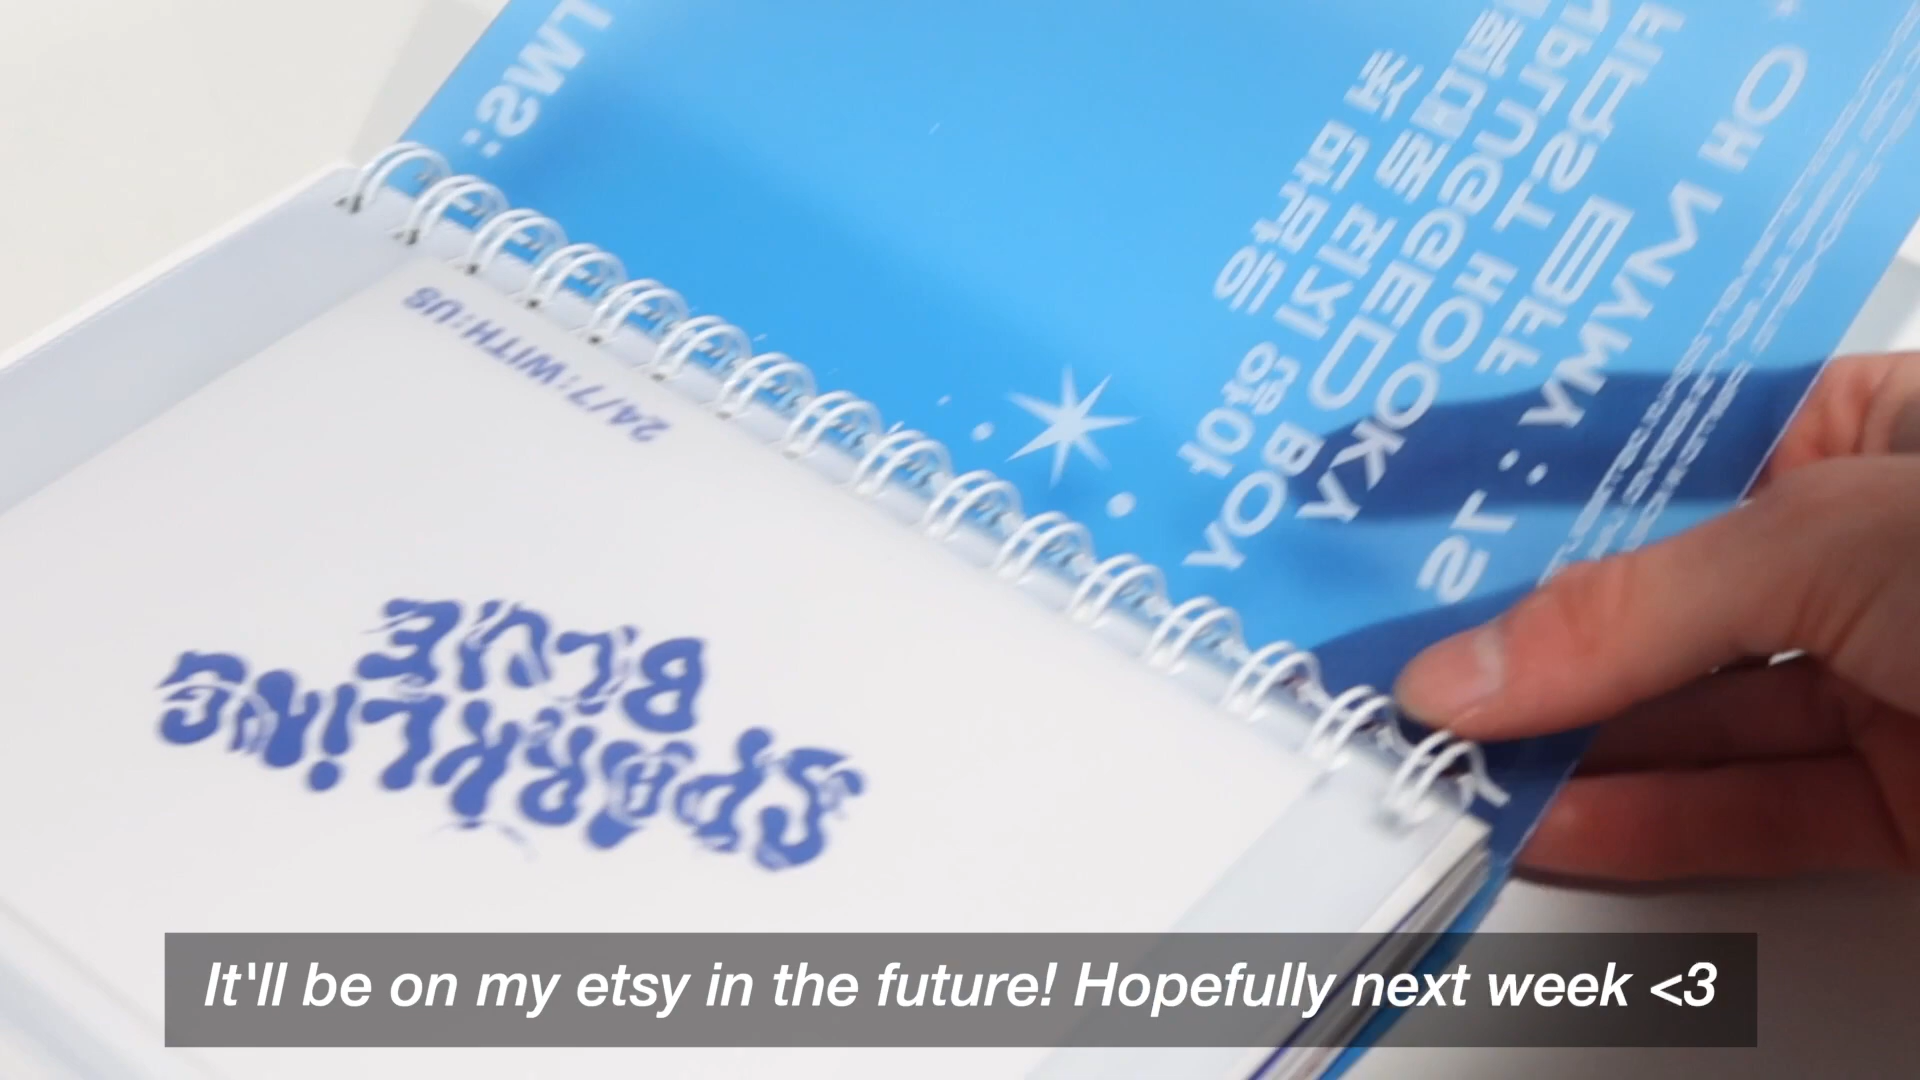 TWS:
첫 만남은
계획대로 되지 않아
UNPLUGGED BOY
FIRST HOOKY
BFF
OH MYMY : 7S
24/7:WITH:US
SPARKLING
BLUE
It'll be on my etsy in the future! Hopefully next week <3